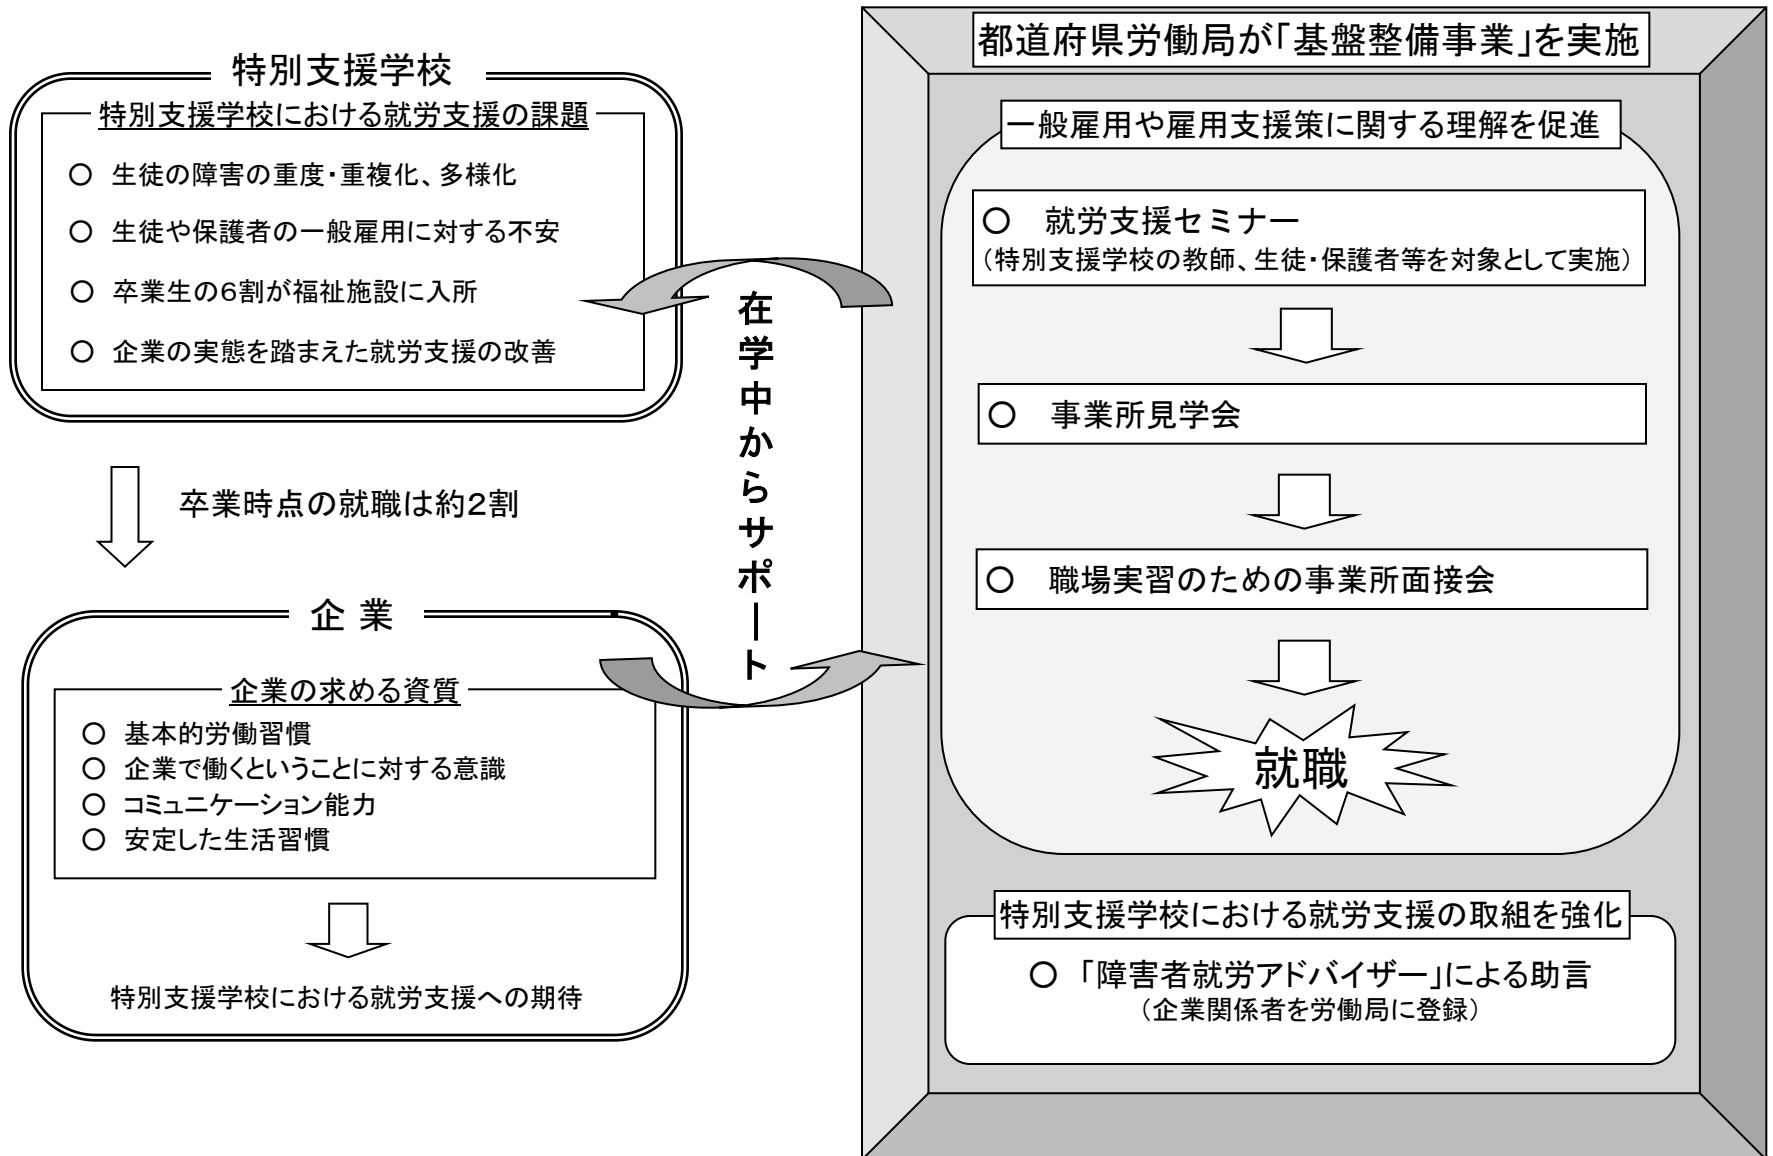 特別支援学校
特別支援学校における就労支援の課題
○ 生徒の障害の重度・重複化、多様化
○ 生徒や保護者の一般雇用に対する不安
○ 卒業生の6割が福祉施設に入所
○ 企業の実態を踏まえた就労支援の改善
卒業時点の就職は約2割
企 業
企業の求める資質
○ 基本的労働習慣
○ 企業で働くということに対する意識
○ コミュニケーション能力
○ 安定した生活習慣
特別支援学校における就労支援への期待
在学中からサポート
都道府県労働局が「基盤整備事業」を実施
一般雇用や雇用支援策に関する理解を促進
○ 就労支援セミナー
（特別支援学校の教師、生徒・保護者等を対象として実施）
○ 事業所見学会
○ 職場実習のための事業所面接会
就職
特別支援学校における就労支援の取組を強化
○ 「障害者就労アドバイザー」による助言
（企業関係者を労働局に登録）